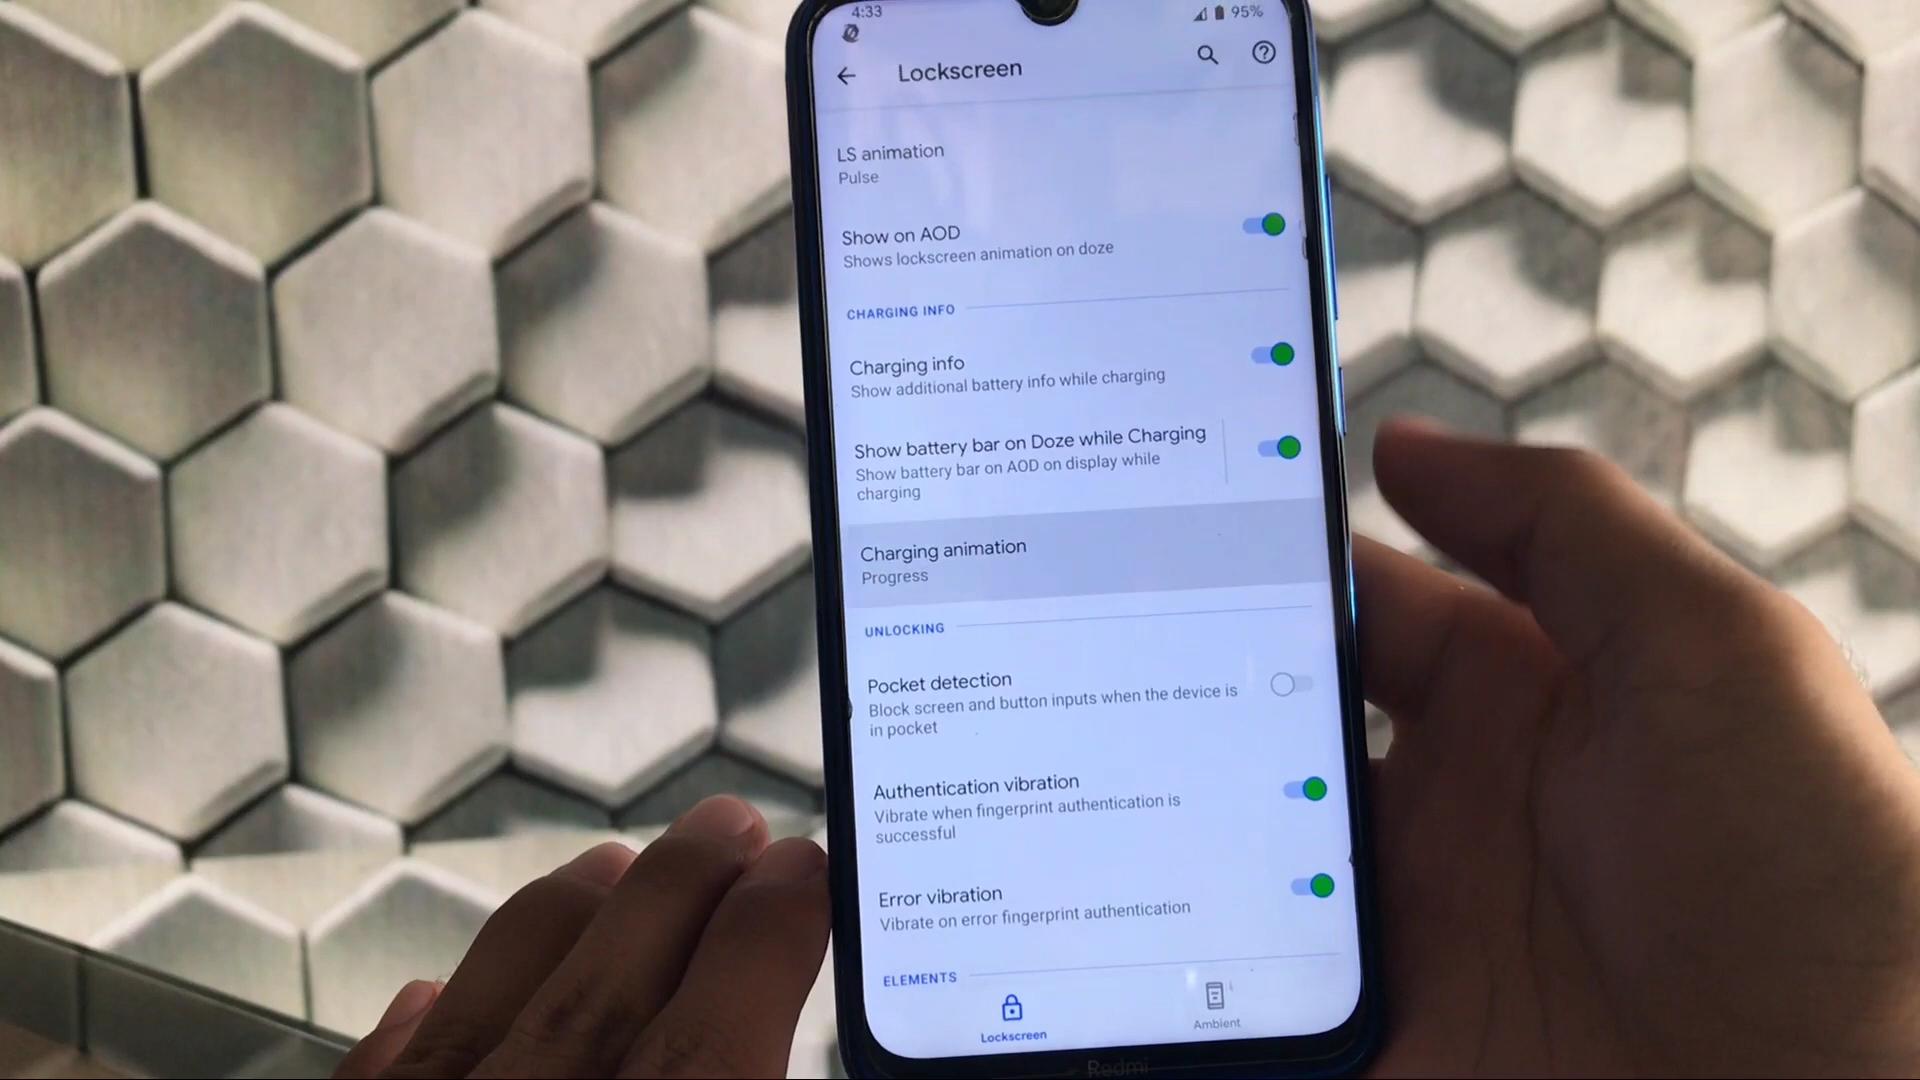 4:33
95%
Lockscreen
LS animation
Pulse
Show on AOD
Shows lockscreen animation on doze
CHARGING INFO
Charging info
Show additional battery info while charging
Show battery bar on Doze while Charging
Show battery bar on AOD on display while
charging
Charging animation
Progress
UNLOCKING
Pocket detection
Block screen and button inputs when the device is
in pocket
Authentication vibration
Vibrate when fingerprint authentication is
successful
Error vibration
Vibrate on error fingerprint authentication
ELEMENTS
Lockscreen
Ambient
Redmi